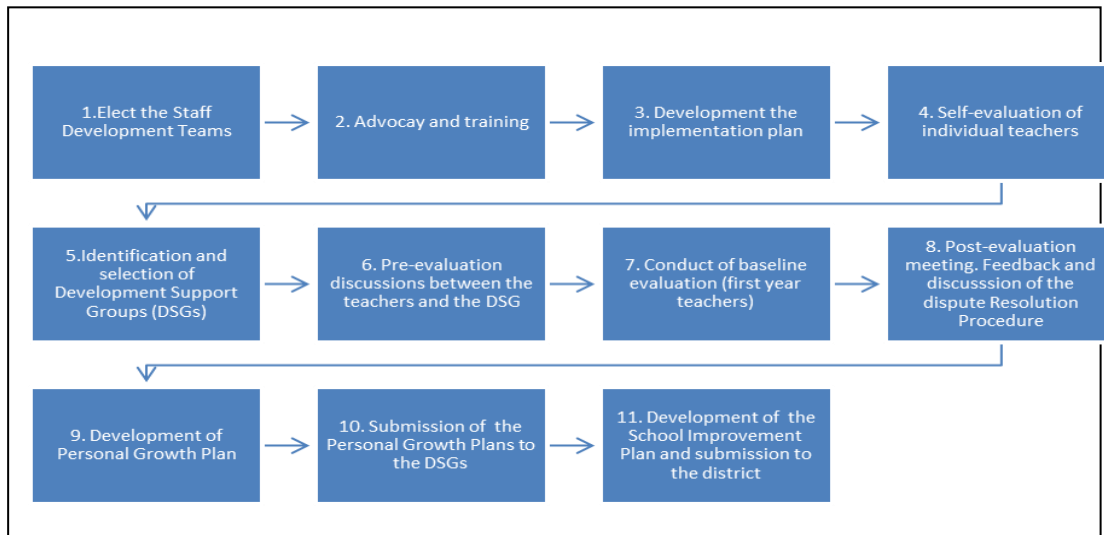 1.Elect the Staff
Development Teams
2. Advocay and training
3. Development the
implementation plan
4. Self-evaluation of
individual teachers
5.Identification and
selection of
Development Support
Groups (DSGs)
6. Pre-evaluation
discussions between the
teachers and the DSG
7. Conduct of baseline
evaluation (first year
teachers)
8. Post-evaluation
meeting. Feedback and
discusssion of the
dispute Resolution
Procedure
9. Development of
Personal Growth Plan
10. Submission of the
Personal Growth Plans to
the DSGs
11. Development of the
School Improvement
Plan and submission to
the district